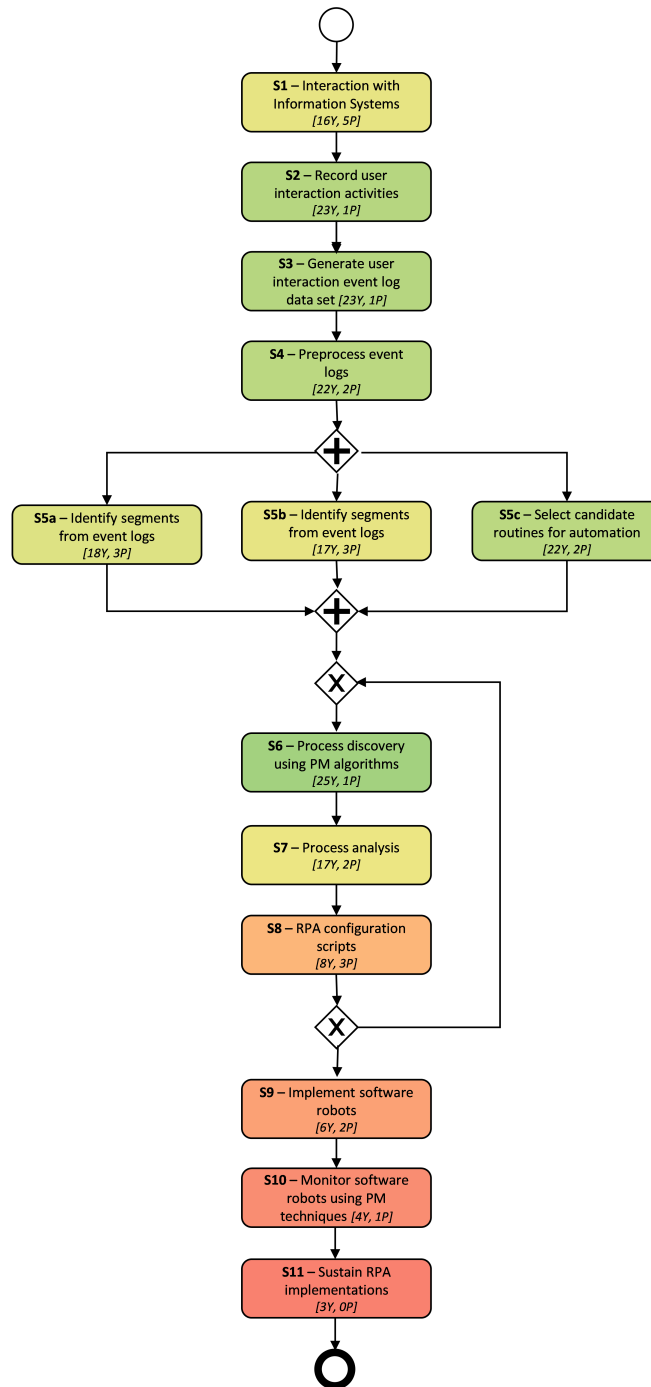 S1 – Interaction with
Information Systems
[16Y, 5P]
S2 – Record user
interaction activities
[23Y, 1P]
S3 – Generate user
interaction event log
data set [23Y, 1P]
S4 – Preprocess event
logs
[22Y, 2P]
S5a – Identify segments
from event logs
[18Y, 3P]
S5b – Identify segments
from event logs
[17Y, 3P]
S5c – Select candidate
routines for automation
[22Y, 2P]
S6 – Process discovery
using PM algorithms
[25Y, 1P]
S7 – Process analysis
[17Y, 2P]
S8 – RPA configuration
scripts
[8Y, 3P]
S9 – Implement software
robots
[6Y, 2P]
S10 – Monitor software
robots using PM
techniques [4Y, 1P]
S11 – Sustain RPA
implementations
[3Y, 0P]